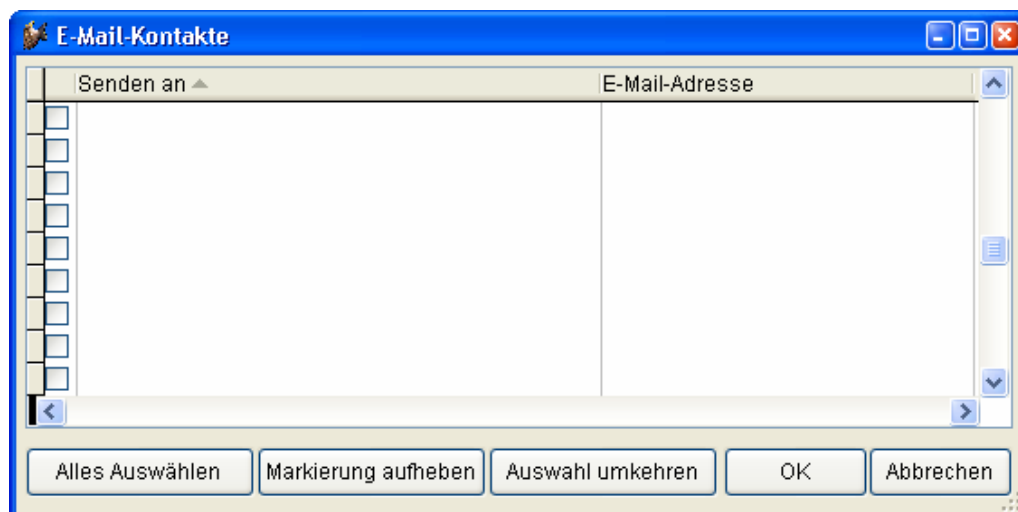 E-Mail-Kontakte
Senden an E-Mail-Adresse
Alles Auswählen Markierung aufheben Auswahl umkehren OK Abbrechen